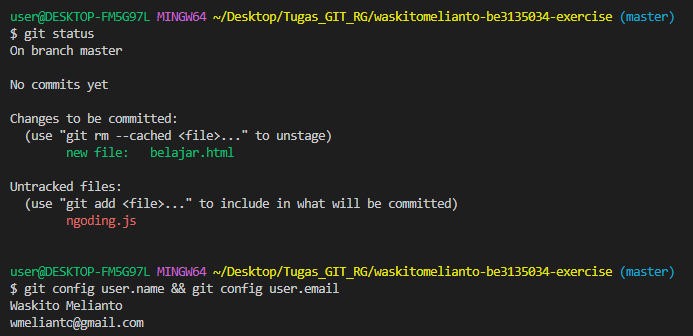 user@DESKTOP-FM5G97L MINGW64 ~/Desktop/Tugas_GIT_RG/waskitomelianto-be3135034-exercise (master)
$ git status
On branch master
No commits yet
Changes to be committed:
(use "git rm --cached <file>..." to unstage)
new file: belajar.html
Untracked files:
(use "git add <file>..." to include in what will be committed)
ngoding.js
user@DESKTOP-FM5G97L MINGW64 ~/Desktop/Tugas_GIT_RG/waskitomelianto-be3135034-exercise (master)
$ git config user.name && git config user.email
Waskito Melianto
wmelianto@gmail.com